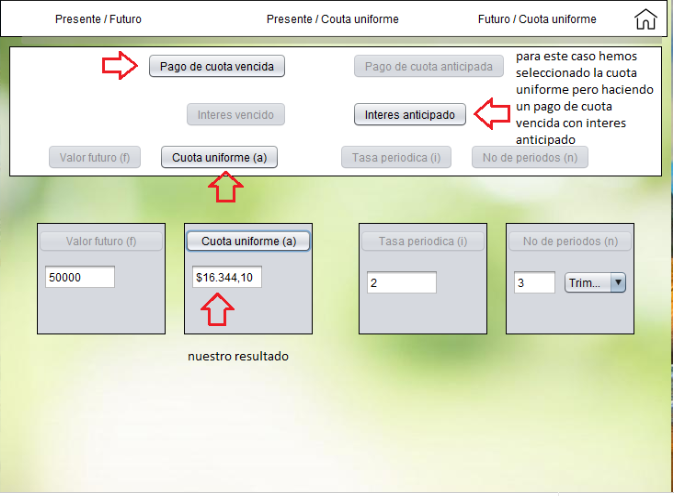 Presente / Futuro
Presente / Couta uniforme
Futuro / Cuota uniforme
Pago de cuota vencida
Pago de cuota anticipada
para este caso hemos
seleccionado la cuota
uniforme pero haciendo
un pago de cuota
vencida con interes
anticipado
Interes vencido
Interes anticipado
Valor futuro (f)
Cuota uniforme (a)
Tasa periodica (i)
No de periodos (n)
Valor futuro (f)
Cuota uniforme (a)
Tasa periodica (i)
No de periodos (n)
50000
$16.344,10
2
3
Trim...
nuestro resultado